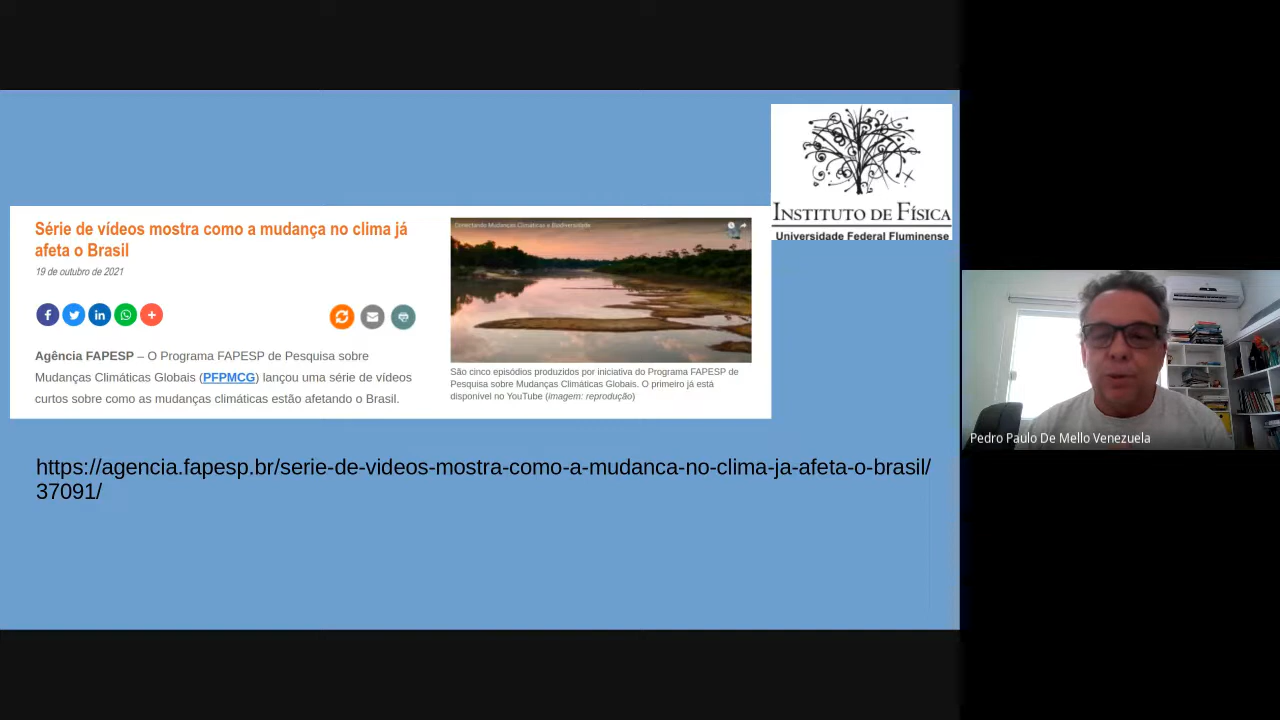 INSTITUTO DE FÍSICA
Universidade Federal Fluminense
Série de vídeos mostra como a mudança no clima já
afeta o Brasil
19 de outubro de 2021
Agência FAPESP – O Programa FAPESP de Pesquisa sobre
Mudanças Climáticas Globais (PFPMCG) lançou uma série de vídeos
curtos sobre como as mudanças climáticas estão afetando o Brasil.
Conectando Mudanças Climáticas e Biodiversidade
São cinco episódios produzidos por iniciativa do Programa FAPESP de
Pesquisa sobre Mudanças Climáticas Globais. O primeiro já está
disponível no YouTube (imagem: reprodução)
https://agencia.fapesp.br/serie-de-videos-mostra-como-a-mudanca-no-clima-ja-afeta-o-brasil/
37091/
Pedro Paulo De Mello Venezuela